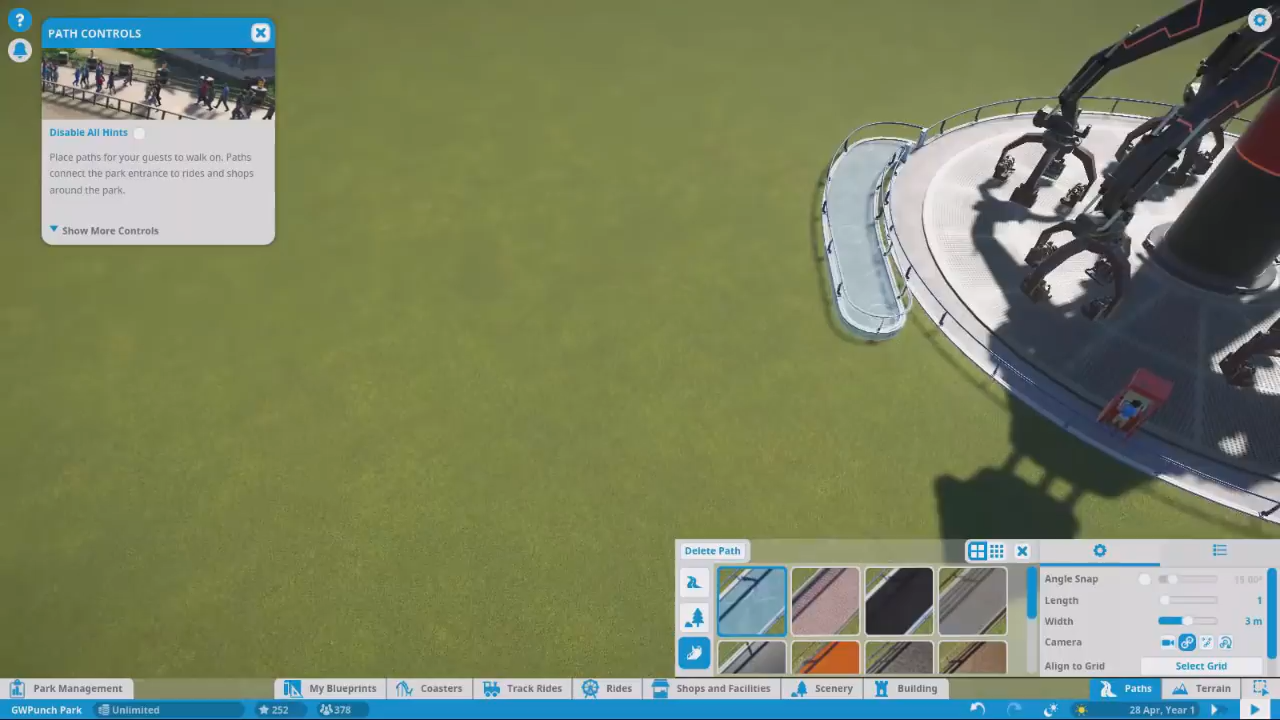 ?
PATH CONTROLS
Disable All Hints
Place paths for your guests to walk on. Paths
connect the park entrance to rides and shops
around the park.
Show More Controls
Delete Path
Angle Snap 15.00°
Length 1
Width 3 m
Camera
Align to Grid Select Grid
Park Management
My Blueprints
Coasters
Track Rides
Rides
Shops and Facilities
Scenery
Building
Paths
Terrain
GWPunch Park
Unlimited
252
378
28 Apr, Year 1